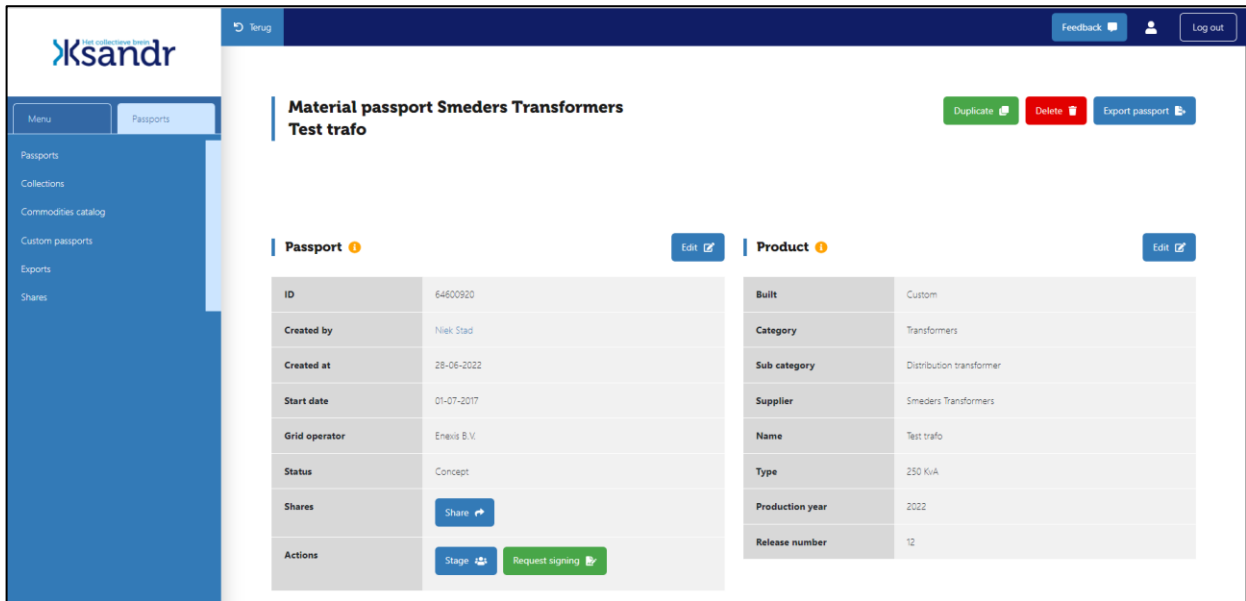 Het collectieve brein
Ksandr
Terug
Feedback
Log out
Menu
Passports
Passports
Collections
Commodities catalog
Custom passports
Exports
Shares
Material passport Smeders Transformers
Test trafo
Duplicate
Delete
Export passport
Passport
Edit
ID 64600920
Created by Niek Stad
Created at 28-06-2022
Start date 01-07-2017
Grid operator Enexis B.V.
Status Concept
Shares Share
Actions Stage Request signing
Product
Edit
Built Custom
Category Transformers
Sub category Distribution transformer
Supplier Smeders Transformers
Name Test trafo
Type 250 KvA
Production year 2022
Release number 12